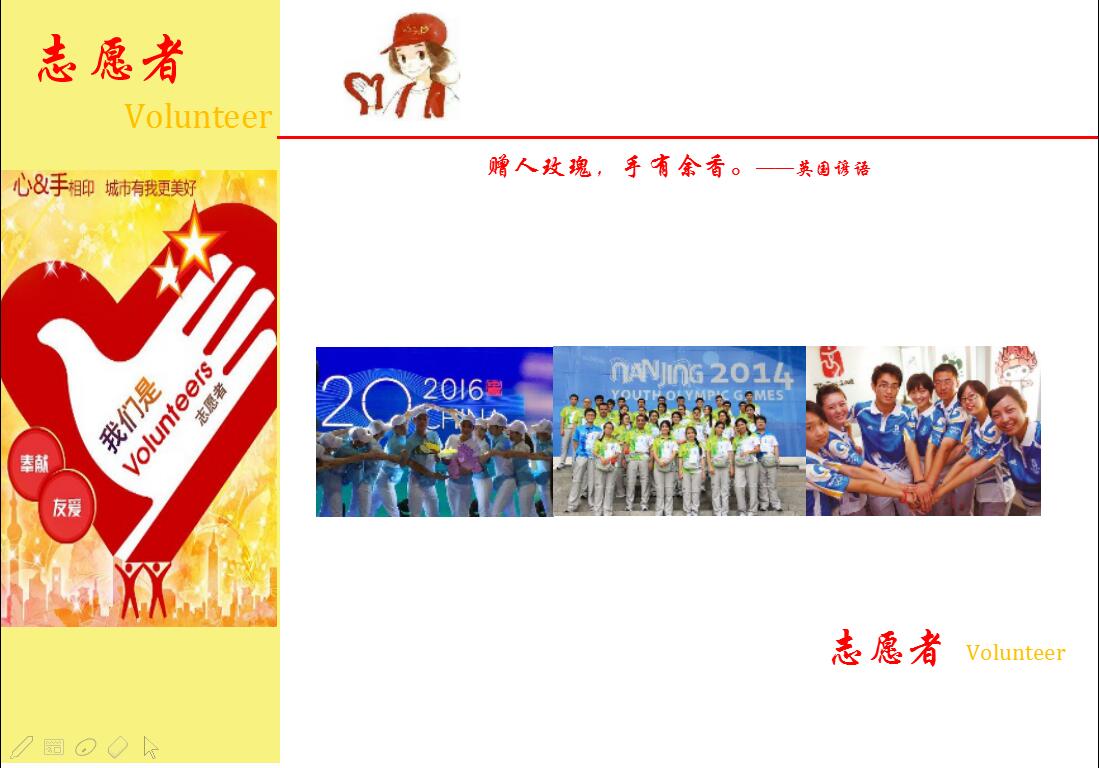 志愿者
Volunteer
心&手相印 城市有我更美好
我们是
Volunteers
志愿者
奉献
友爱
赠人玫瑰，手有余香。——英国谚语
20 2016
CHINA
NANJING 2014
YOUTH OLYMPIC GAMES
志愿者 Volunteer